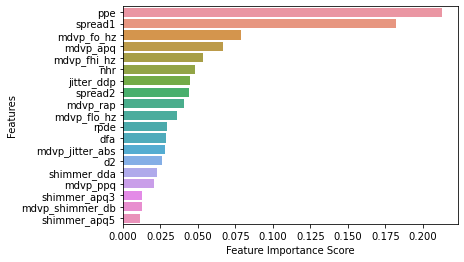 ppe
spread1
mdvp_fo_hz
mdvp_apq
mdvp_fhi_hz
nhr
jitter_ddp
spread2
mdvp_rap
mdvp_flo_hz
rpde
dfa
mdvp_jitter_abs
d2
shimmer_dda
mdvp_ppq
shimmer_apq3
mdvp_shimmer_db
shimmer_apq5
Features
0.000 0.025 0.050 0.075 0.100 0.125 0.150 0.175 0.200
Feature Importance Score